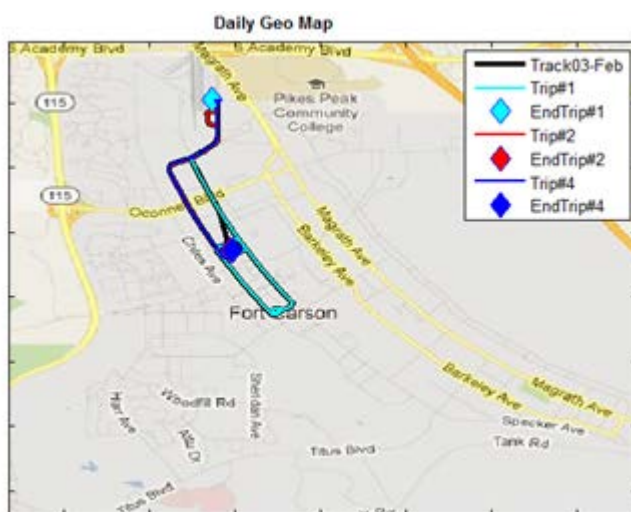 Daily Geo Map
S Academy Blvd
S Academy Blvd
Magrath Ave
115
Pikes Peak
Community
College
115
Oconnell Blvd
Magrath Ave
Barkeley Ave
Chiles Ave
Fort Carson
Barkeley Ave
Magrath Ave
Woodfill Rd
Sheridan Ave
Harr Ave
Specker Ave
Tank Rd
Titus Blvd
Titus Blvd
Track03-Feb
Trip#1
EndTrip#1
Trip#2
EndTrip#2
Trip#4
EndTrip#4